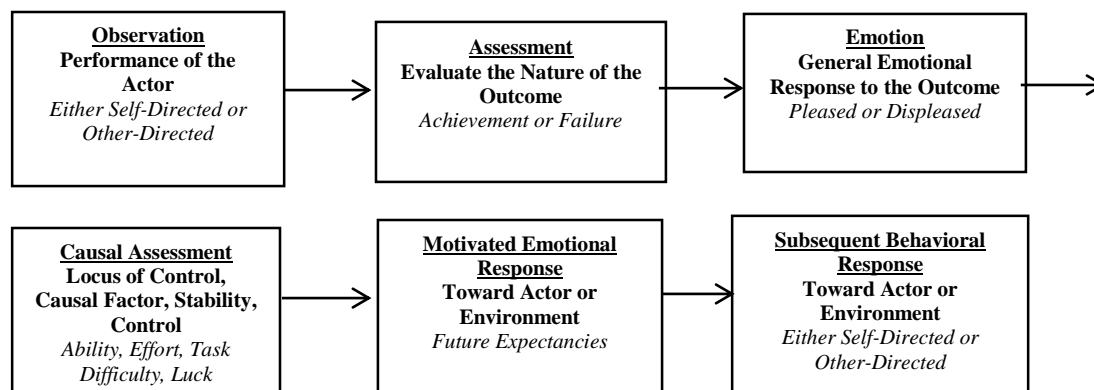 Observation
Performance of the
Actor
Either Self-Directed or
Other-Directed
Assessment
Evaluate the Nature of the
Outcome
Achievement or Failure
Emotion
General Emotional
Response to the Outcome
Pleased or Displeased
Causal Assessment
Locus of Control,
Causal Factor, Stability,
Control
Ability, Effort, Task
Difficulty, Luck
Motivated Emotional
Response
Toward Actor or
Environment
Future Expectancies
Subsequent Behavioral
Response
Toward Actor or
Environment
Either Self-Directed or
Other-Directed